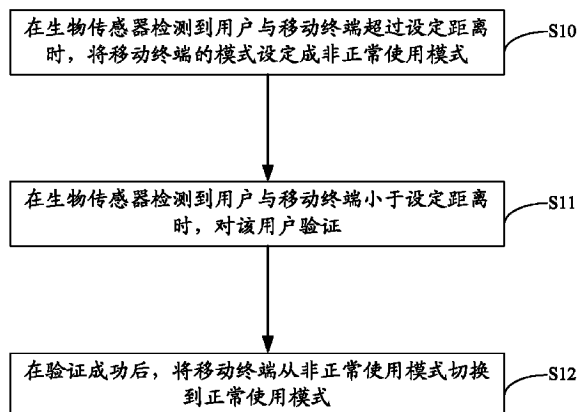 在生物传感器检测到用户与移动终端超过设定距离
时，将移动终端的模式设定成非正常使用模式
S10
在生物传感器检测到用户与移动终端小于设定距离
时，对该用户验证
S11
在验证成功后，将移动终端从非正常使用模式切换
到正常使用模式
S12